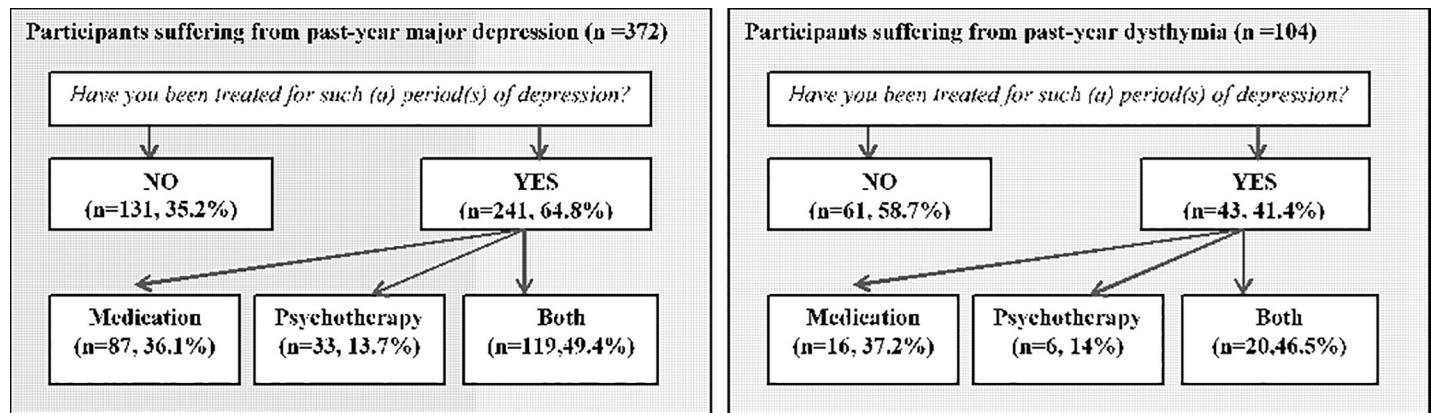 Participants suffering from past-year major depression (n =372)
Have you been treated for such (a) period(s) of depression?
NO
(n=131, 35.2%)
YES
(n=241, 64.8%)
Medication
(n=87, 36.1%)
Psychotherapy
(n=33, 13.7%)
Both
(n=119,49.4%)
Participants suffering from past-year dysthymia (n =104)
Have you been treated for such (a) period(s) of depression?
NO
(n=61, 58.7%)
YES
(n=43, 41.4%)
Medication
(n=16, 37.2%)
Psychotherapy
(n=6, 14%)
Both
(n=20,46.5%)